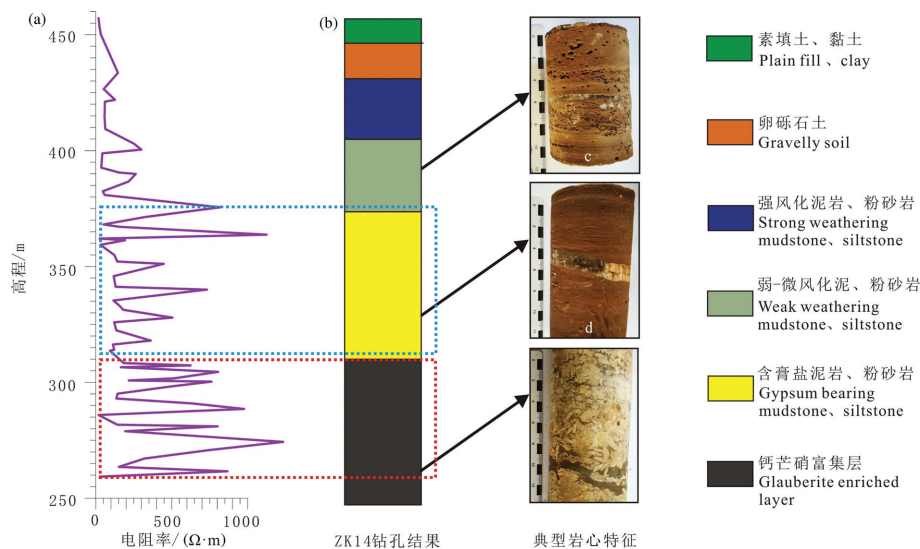 (a)
(b)
450
400
350
300
250
高程/m
0
500
1000
电阻率/(Ω·m)
ZK14钻孔结果
c
d
典型岩心特征
素填土、黏土
Plain fill、clay
卵砾石土
Gravelly soil
强风化泥岩、粉砂岩
Strong weathering
mudstone、siltstone
弱-微风化泥、粉砂岩
Weak weathering
mudstone、siltstone
含膏盐泥岩、粉砂岩
Gypsum bearing
mudstone、siltstone
钙芒硝富集层
Glauberite enriched
layer